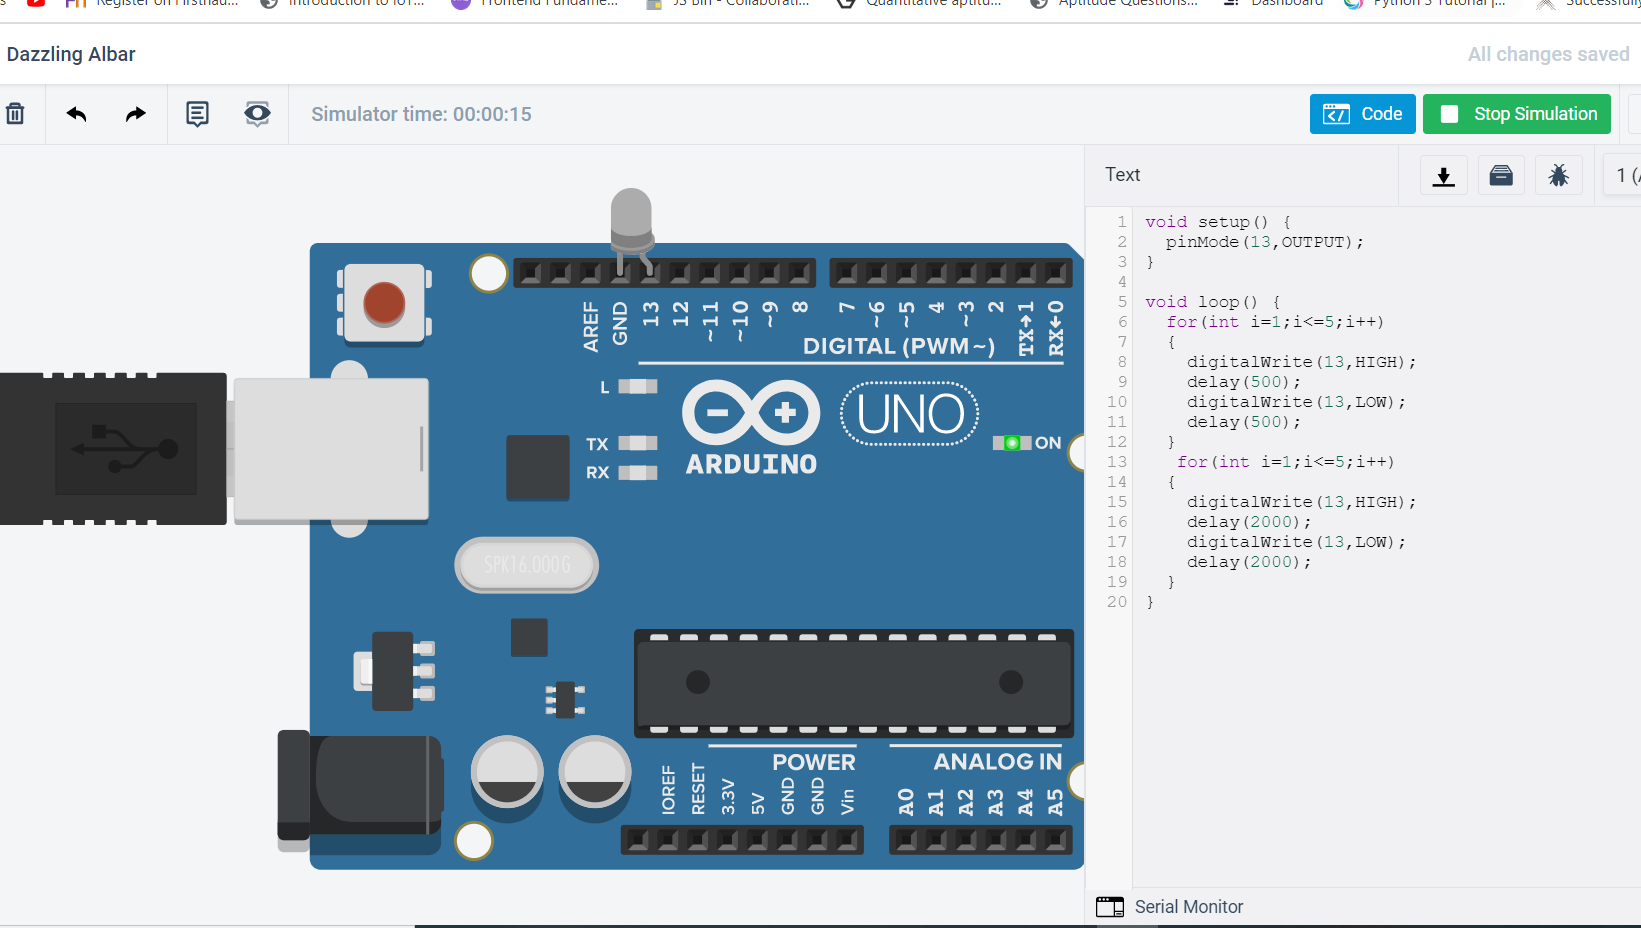 Register on Firstnau...
Introduction to IoT...
Frontend Fundame...
JS Bin - Collaborati...
Quantitative aptitu...
Aptitude Questions...
Dashboard
Python 3 Tutorial |...
Successfully
Dazzling Albar
All changes saved
Simulator time: 00:00:15
Code
Stop Simulation
Text
1 (A
1 void setup() {
2 pinMode(13,OUTPUT);
3 }
4
5 void loop() {
6 for(int i=1;i<=5;i++)
7 {
8 digitalWrite(13,HIGH);
9 delay(500);
10 digitalWrite(13,LOW);
11 delay(500);
12 }
13 for(int i=1;i<=5;i++)
14 {
15 digitalWrite(13,HIGH);
16 delay(2000);
17 digitalWrite(13,LOW);
18 delay(2000);
19 }
20 }
AREF GND 13 12 ~11 ~10 ~9 8 7 ~6 ~5 4 ~3 2 TX→1 RX←0
DIGITAL (PWM~)
L
TX
RX
UNO
ON
ARDUINO
SPK16.000G
POWER
ANALOG IN
IOREF RESET 3.3V 5V GND GND Vin A0 A1 A2 A3 A4 A5
Serial Monitor